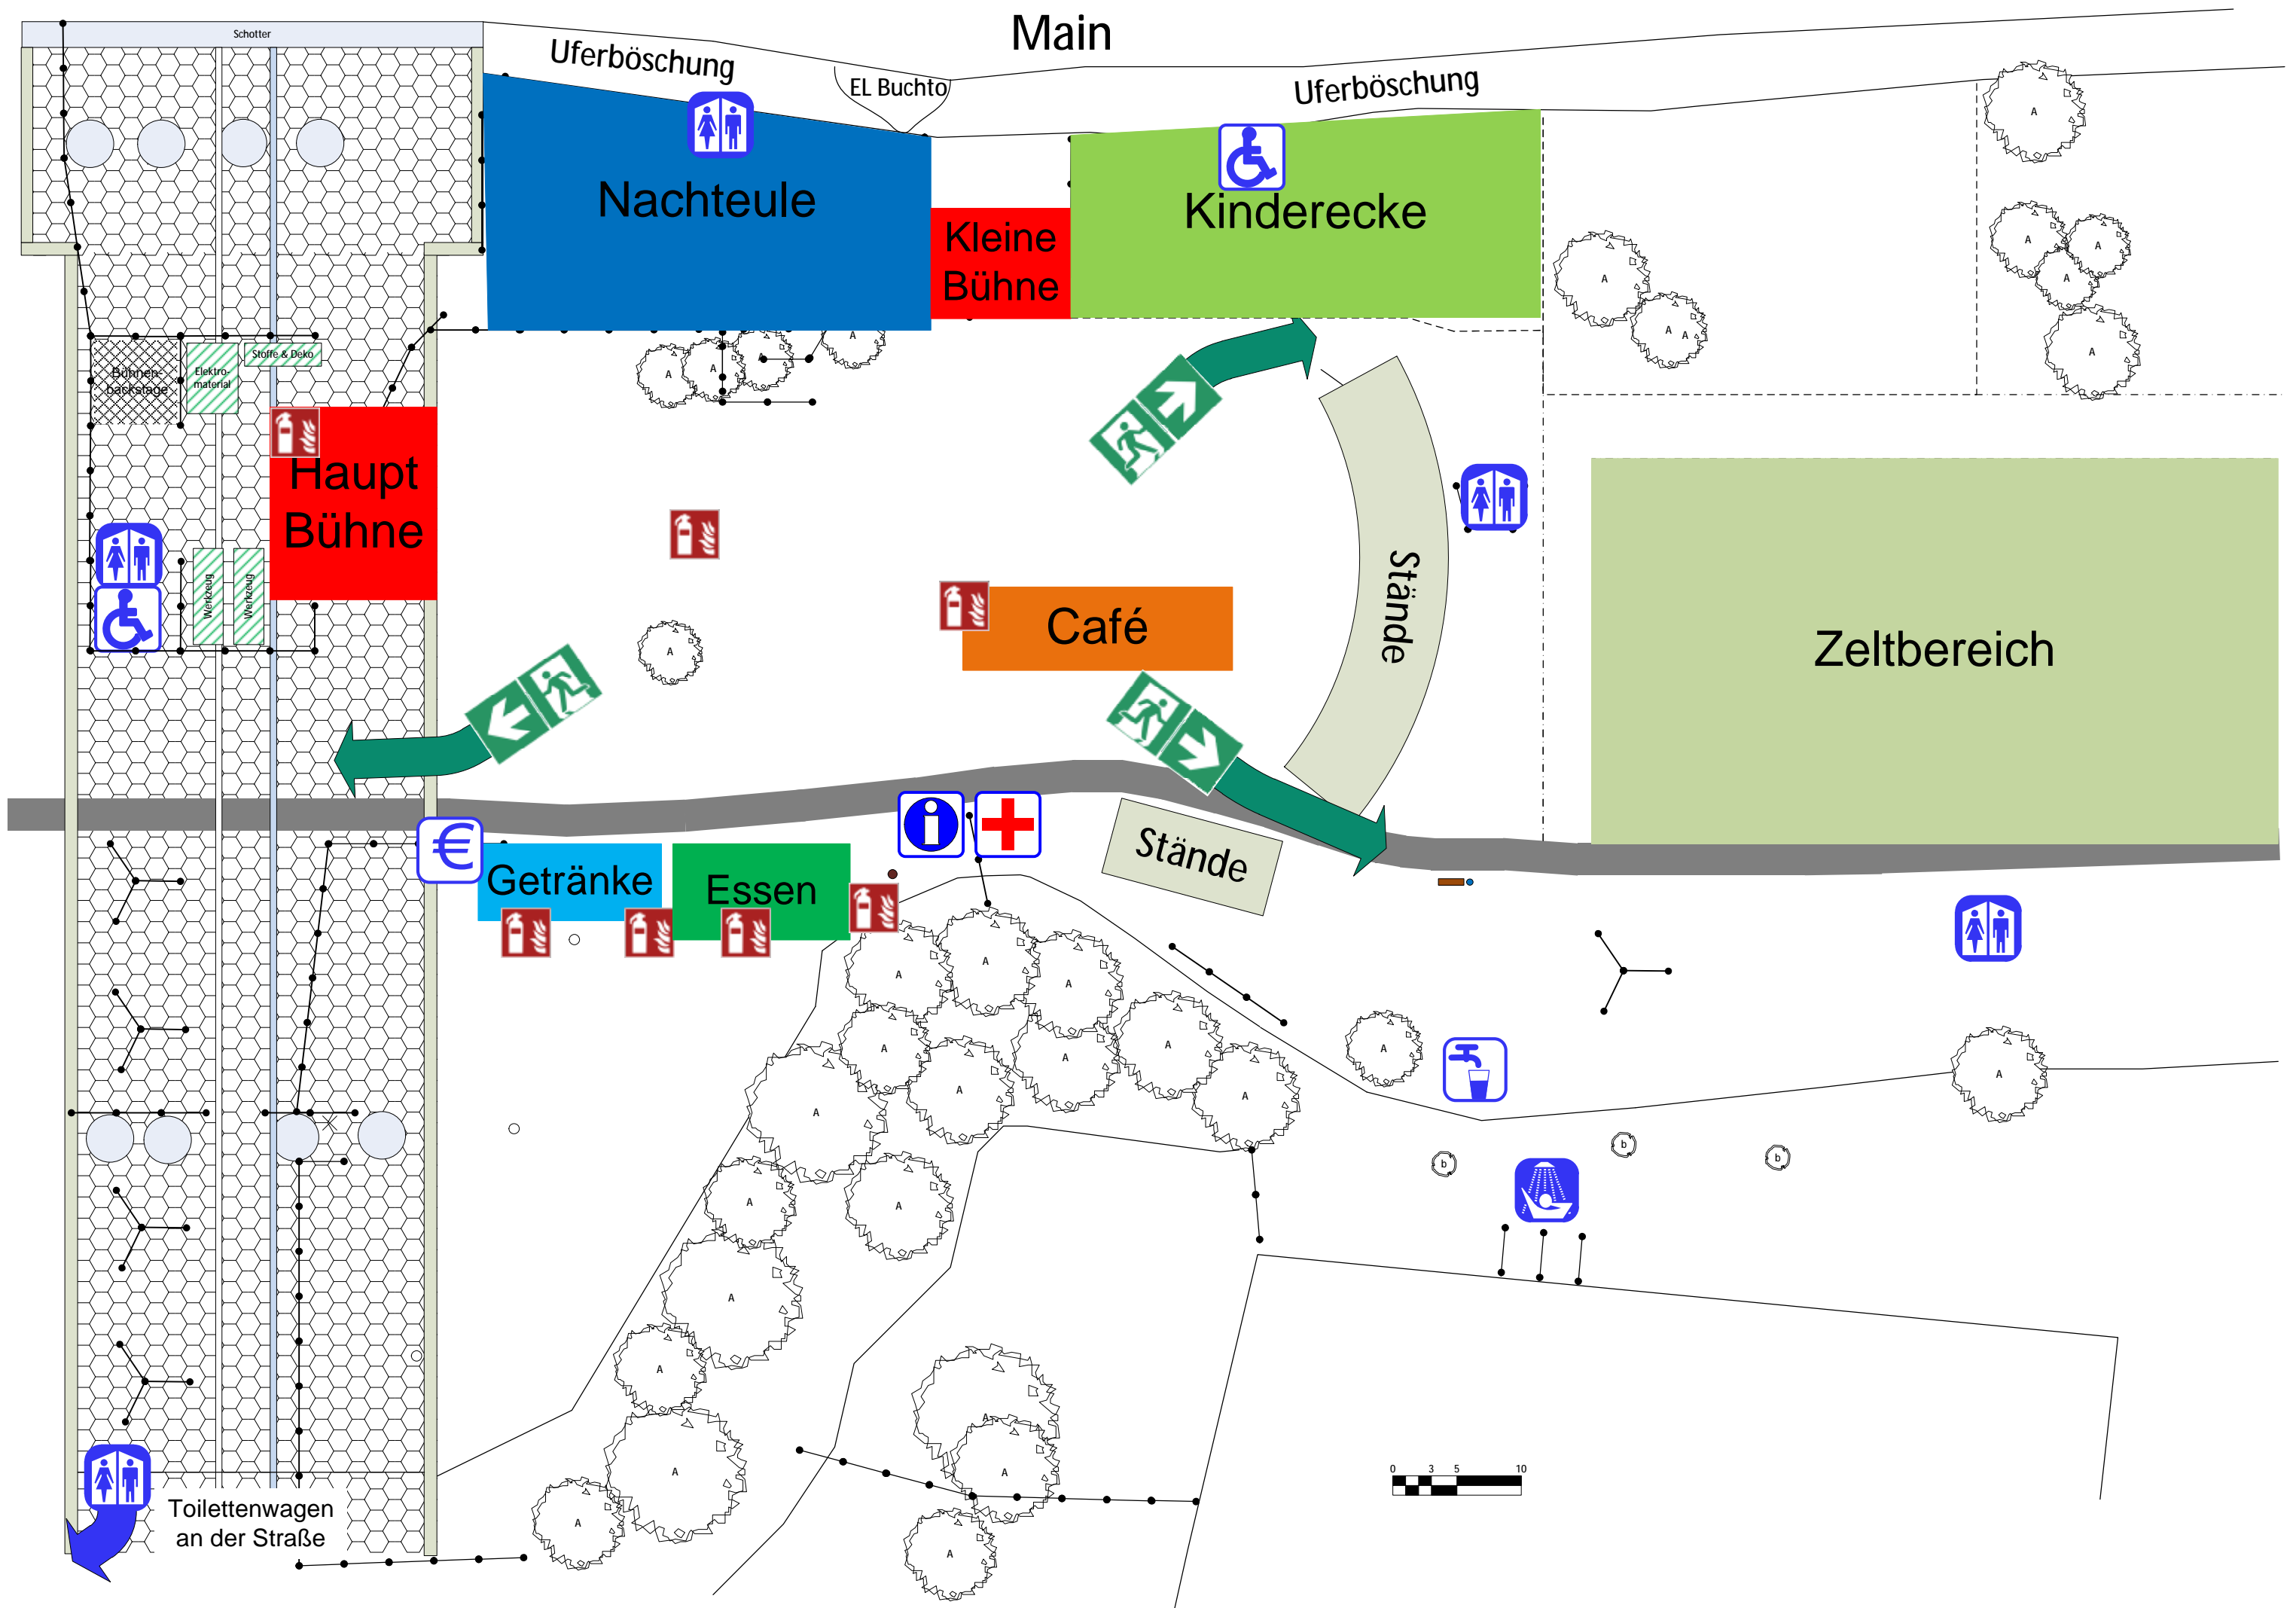 Main
Schotter
Uferböschung
EL Buchto
Uferböschung
A
Nachteule
Kinderecke
Kleine
Bühne
A
A
A
A
A
A
A
A
Stoffe & Deko
Elektro-
material
Bühnen-
backstage
A
A
A
A
Haupt
Bühne
Werkzeug
Werkzeug
Stände
Café
Zeltbereich
A
€
i
Getränke
Essen
Stände
A
A
A
A
A
A
A
A
A
A
A
A
b
b
b
A
A
A
A
A
A
A
A
A
0 3 5 10
Toilettenwagen
an der Straße